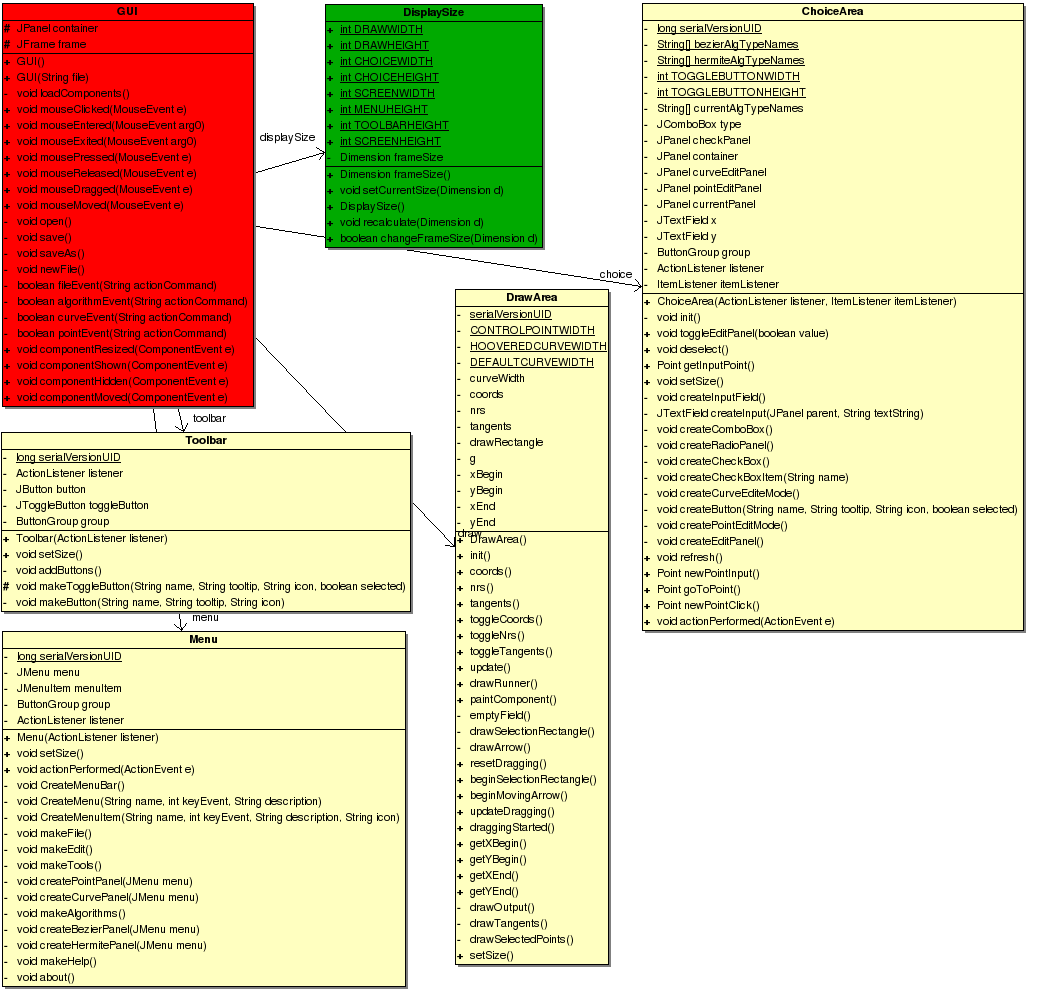 GUI
# JPanel container
# JFrame frame
+ GUI()
+ GUI(String file)
- void loadComponents()
+ void mouseClicked(MouseEvent e)
+ void mouseEntered(MouseEvent arg0)
+ void mouseExited(MouseEvent arg0)
+ void mousePressed(MouseEvent e)
+ void mouseReleased(MouseEvent e)
+ void mouseDragged(MouseEvent e)
+ void mouseMoved(MouseEvent e)
- void open()
- void save()
- void saveAs()
- void newFile()
- boolean fileEvent(String actionCommand)
- boolean algorithmEvent(String actionCommand)
- boolean curveEvent(String actionCommand)
- boolean pointEvent(String actionCommand)
+ void componentResized(ComponentEvent e)
+ void componentShown(ComponentEvent e)
+ void componentHidden(ComponentEvent e)
+ void componentMoved(ComponentEvent e)
displaySize
DisplaySize
+ int DRAWWIDTH
+ int DRAWHEIGHT
+ int CHOICEWIDTH
+ int CHOICEHEIGHT
+ int SCREENWIDTH
+ int MENUHEIGHT
+ int TOOLBARHEIGHT
+ int SCREENHEIGHT
- Dimension frameSize
+ Dimension frameSize()
+ void setCurrentSize(Dimension d)
+ DisplaySize()
+ void recalculate(Dimension d)
+ boolean changeFrameSize(Dimension d)
choice
ChoiceArea
- long serialVersionUID
- String[] bezierAlgTypeNames
- String[] hermiteAlgTypeNames
- int TOGGLEBUTTONWIDTH
- int TOGGLEBUTTONHEIGHT
- String[] currentAlgTypeNames
- JComboBox type
- JPanel checkPanel
- JPanel container
- JPanel curveEditPanel
- JPanel pointEditPanel
- JPanel currentPanel
- JTextField x
- JTextField y
- ButtonGroup group
- ActionListener listener
- ItemListener itemListener
+ ChoiceArea(ActionListener listener, ItemListener itemListener)
- void init()
+ void toggleEditPanel(boolean value)
+ void deselect()
+ Point getInputPoint()
+ void setSize()
- void createInputField()
- JTextField createInput(JPanel parent, String textString)
- void createComboBox()
- void createRadioPanel()
- void createCheckBox()
- void createCheckBoxItem(String name)
- void createCurveEditeMode()
- void createButton(String name, String tooltip, String icon, boolean selected)
- void createPointEditMode()
- void createEditPanel()
+ void refresh()
+ Point newPointInput()
+ Point goToPoint()
+ Point newPointClick()
+ void actionPerformed(ActionEvent e)
toolbar
Toolbar
- long serialVersionUID
- ActionListener listener
- JButton button
- JToggleButton toggleButton
- ButtonGroup group
+ Toolbar(ActionListener listener)
+ void setSize()
- void addButtons()
# void makeToggleButton(String name, String tooltip, String icon, boolean selected)
- void makeButton(String name, String tooltip, String icon)
menu
Menu
- long serialVersionUID
- JMenu menu
- JMenuItem menuItem
- ButtonGroup group
- ActionListener listener
+ Menu(ActionListener listener)
+ void setSize()
+ void actionPerformed(ActionEvent e)
- void CreateMenuBar()
- void CreateMenu(String name, int keyEvent, String description)
- void CreateMenuItem(String name, int keyEvent, String description, String icon)
- void makeFile()
- void makeEdit()
- void makeTools()
- void createPointPanel(JMenu menu)
- void createCurvePanel(JMenu menu)
- void makeAlgorithms()
- void createBezierPanel(JMenu menu)
- void createHermitePanel(JMenu menu)
- void makeHelp()
- void about()
DrawArea
- serialVersionUID
- CONTROLPOINTWIDTH
- HOOVEREDCURVEWIDTH
- DEFAULTCURVEWIDTH
- curveWidth
- coords
- nrs
- tangents
- drawRectangle
- g
- xBegin
- yBegin
- xEnd
- yEnd
draw
+ DrawArea()
+ init()
+ coords()
+ nrs()
+ tangents()
+ toggleCoords()
+ toggleNrs()
+ toggleTangents()
+ update()
+ drawRunner()
+ paintComponent()
- emptyField()
- drawSelectionRectangle()
- drawArrow()
+ resetDragging()
+ beginSelectionRectangle()
+ beginMovingArrow()
+ updateDragging()
+ draggingStarted()
+ getXBegin()
+ getYBegin()
+ getXEnd()
+ getYEnd()
- drawOutput()
- drawTangents()
- drawSelectedPoints()
+ setSize()